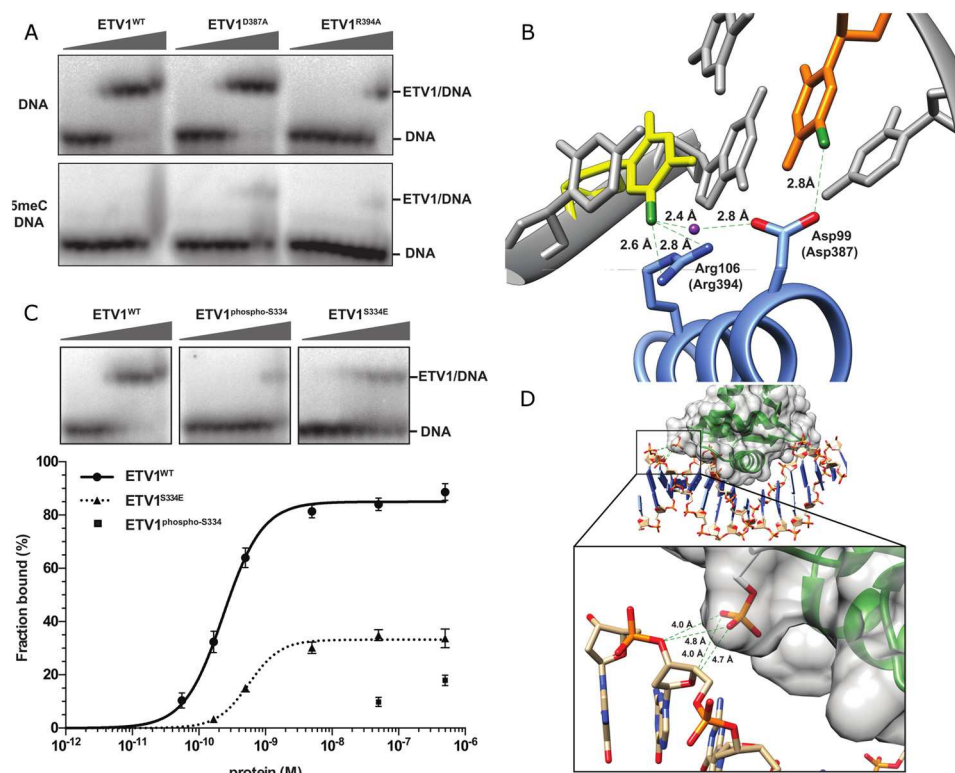 A
ETV1WT ETV1D387A ETV1R394A
DNA
ETV1/DNA
DNA
5meC
DNA
ETV1/DNA
DNA
B
2.8Å
2.4 Å
2.8 Å
2.6 Å
2.8 Å
Asp99
(Asp387)
Arg106
(Arg394)
C
ETV1WT ETV1phospho-S334 ETV1S334E
ETV1/DNA
DNA
100
80
60
40
20
0
Fraction bound (%)
ETV1WT
ETV1S334E
ETV1phospho-S334
10-12 10-11 10-10 10-9 10-8 10-7 10-6
protein (M)
D
4.0 Å
4.8 Å
4.0 Å
4.7 Å